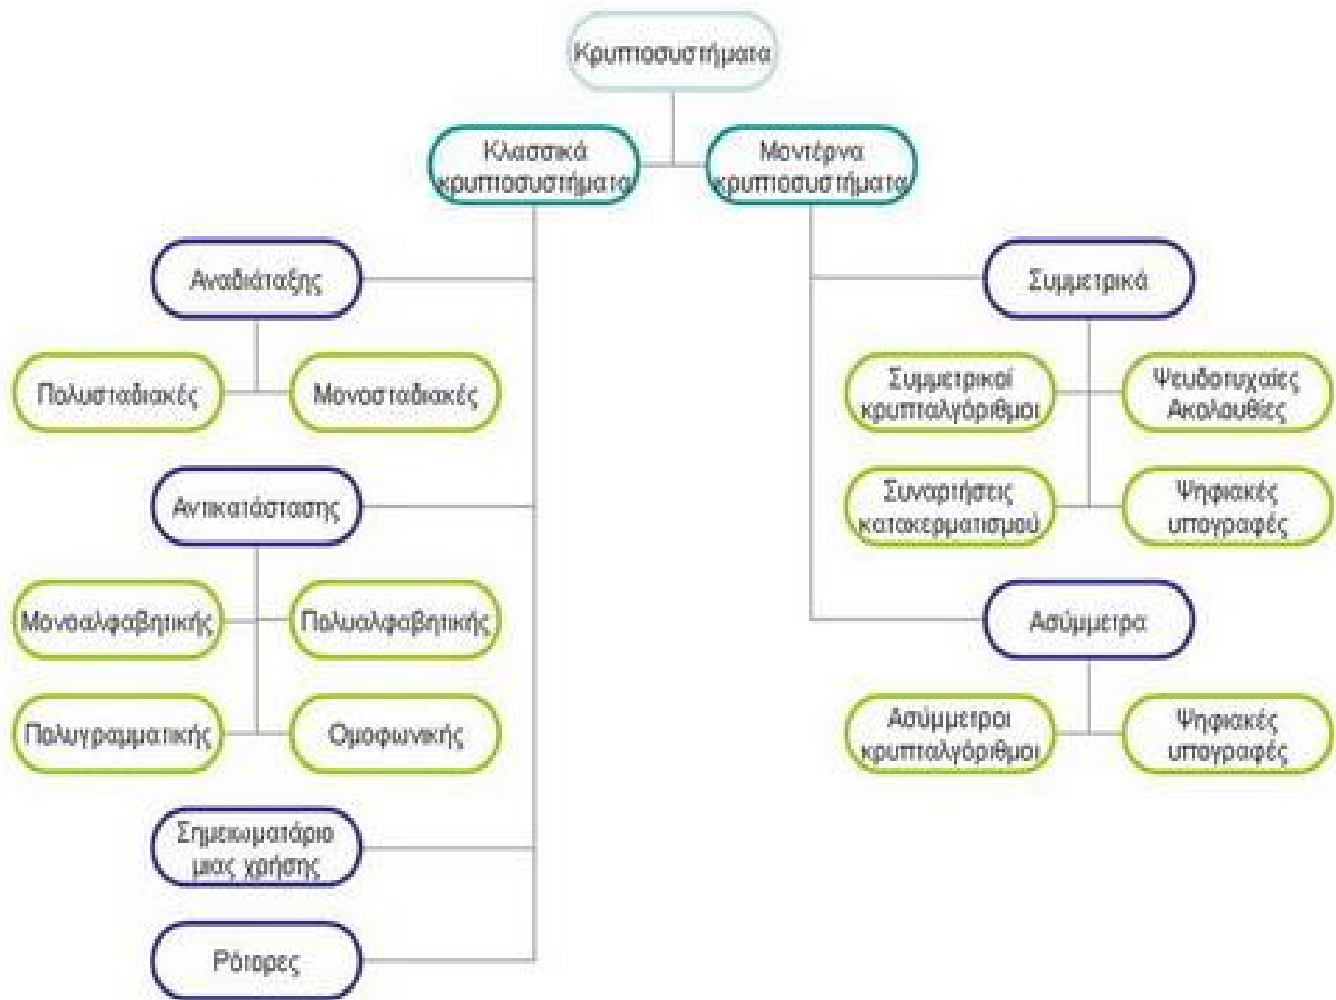 Κρυπτοσυστήματα
Κλασσικά
κρυπτοσυστήματα
Μοντέρνα
κρυπτοσυστήματα
Αναδιάταξης
Συμμετρικά
Πολυσταδιακές
Μονοσταδιακές
Συμμετρικοί
κρυπταλγόριθμοι
Ψευδοτυχαίες
Ακολουθίες
Αντικατάστασης
Συναρτήσεις
κατακερματισμού
Ψηφιακές
υπογραφές
Μονοαλφαβητικής
Πολυαλφαβητικής
Ασύμμετρα
Πολυγραμματικής
Ομοφωνικής
Ασύμμετροι
κρυπταλγόριθμοι
Ψηφιακές
υπογραφές
Σημειωματάριο
μιας χρήσης
Ρότορες